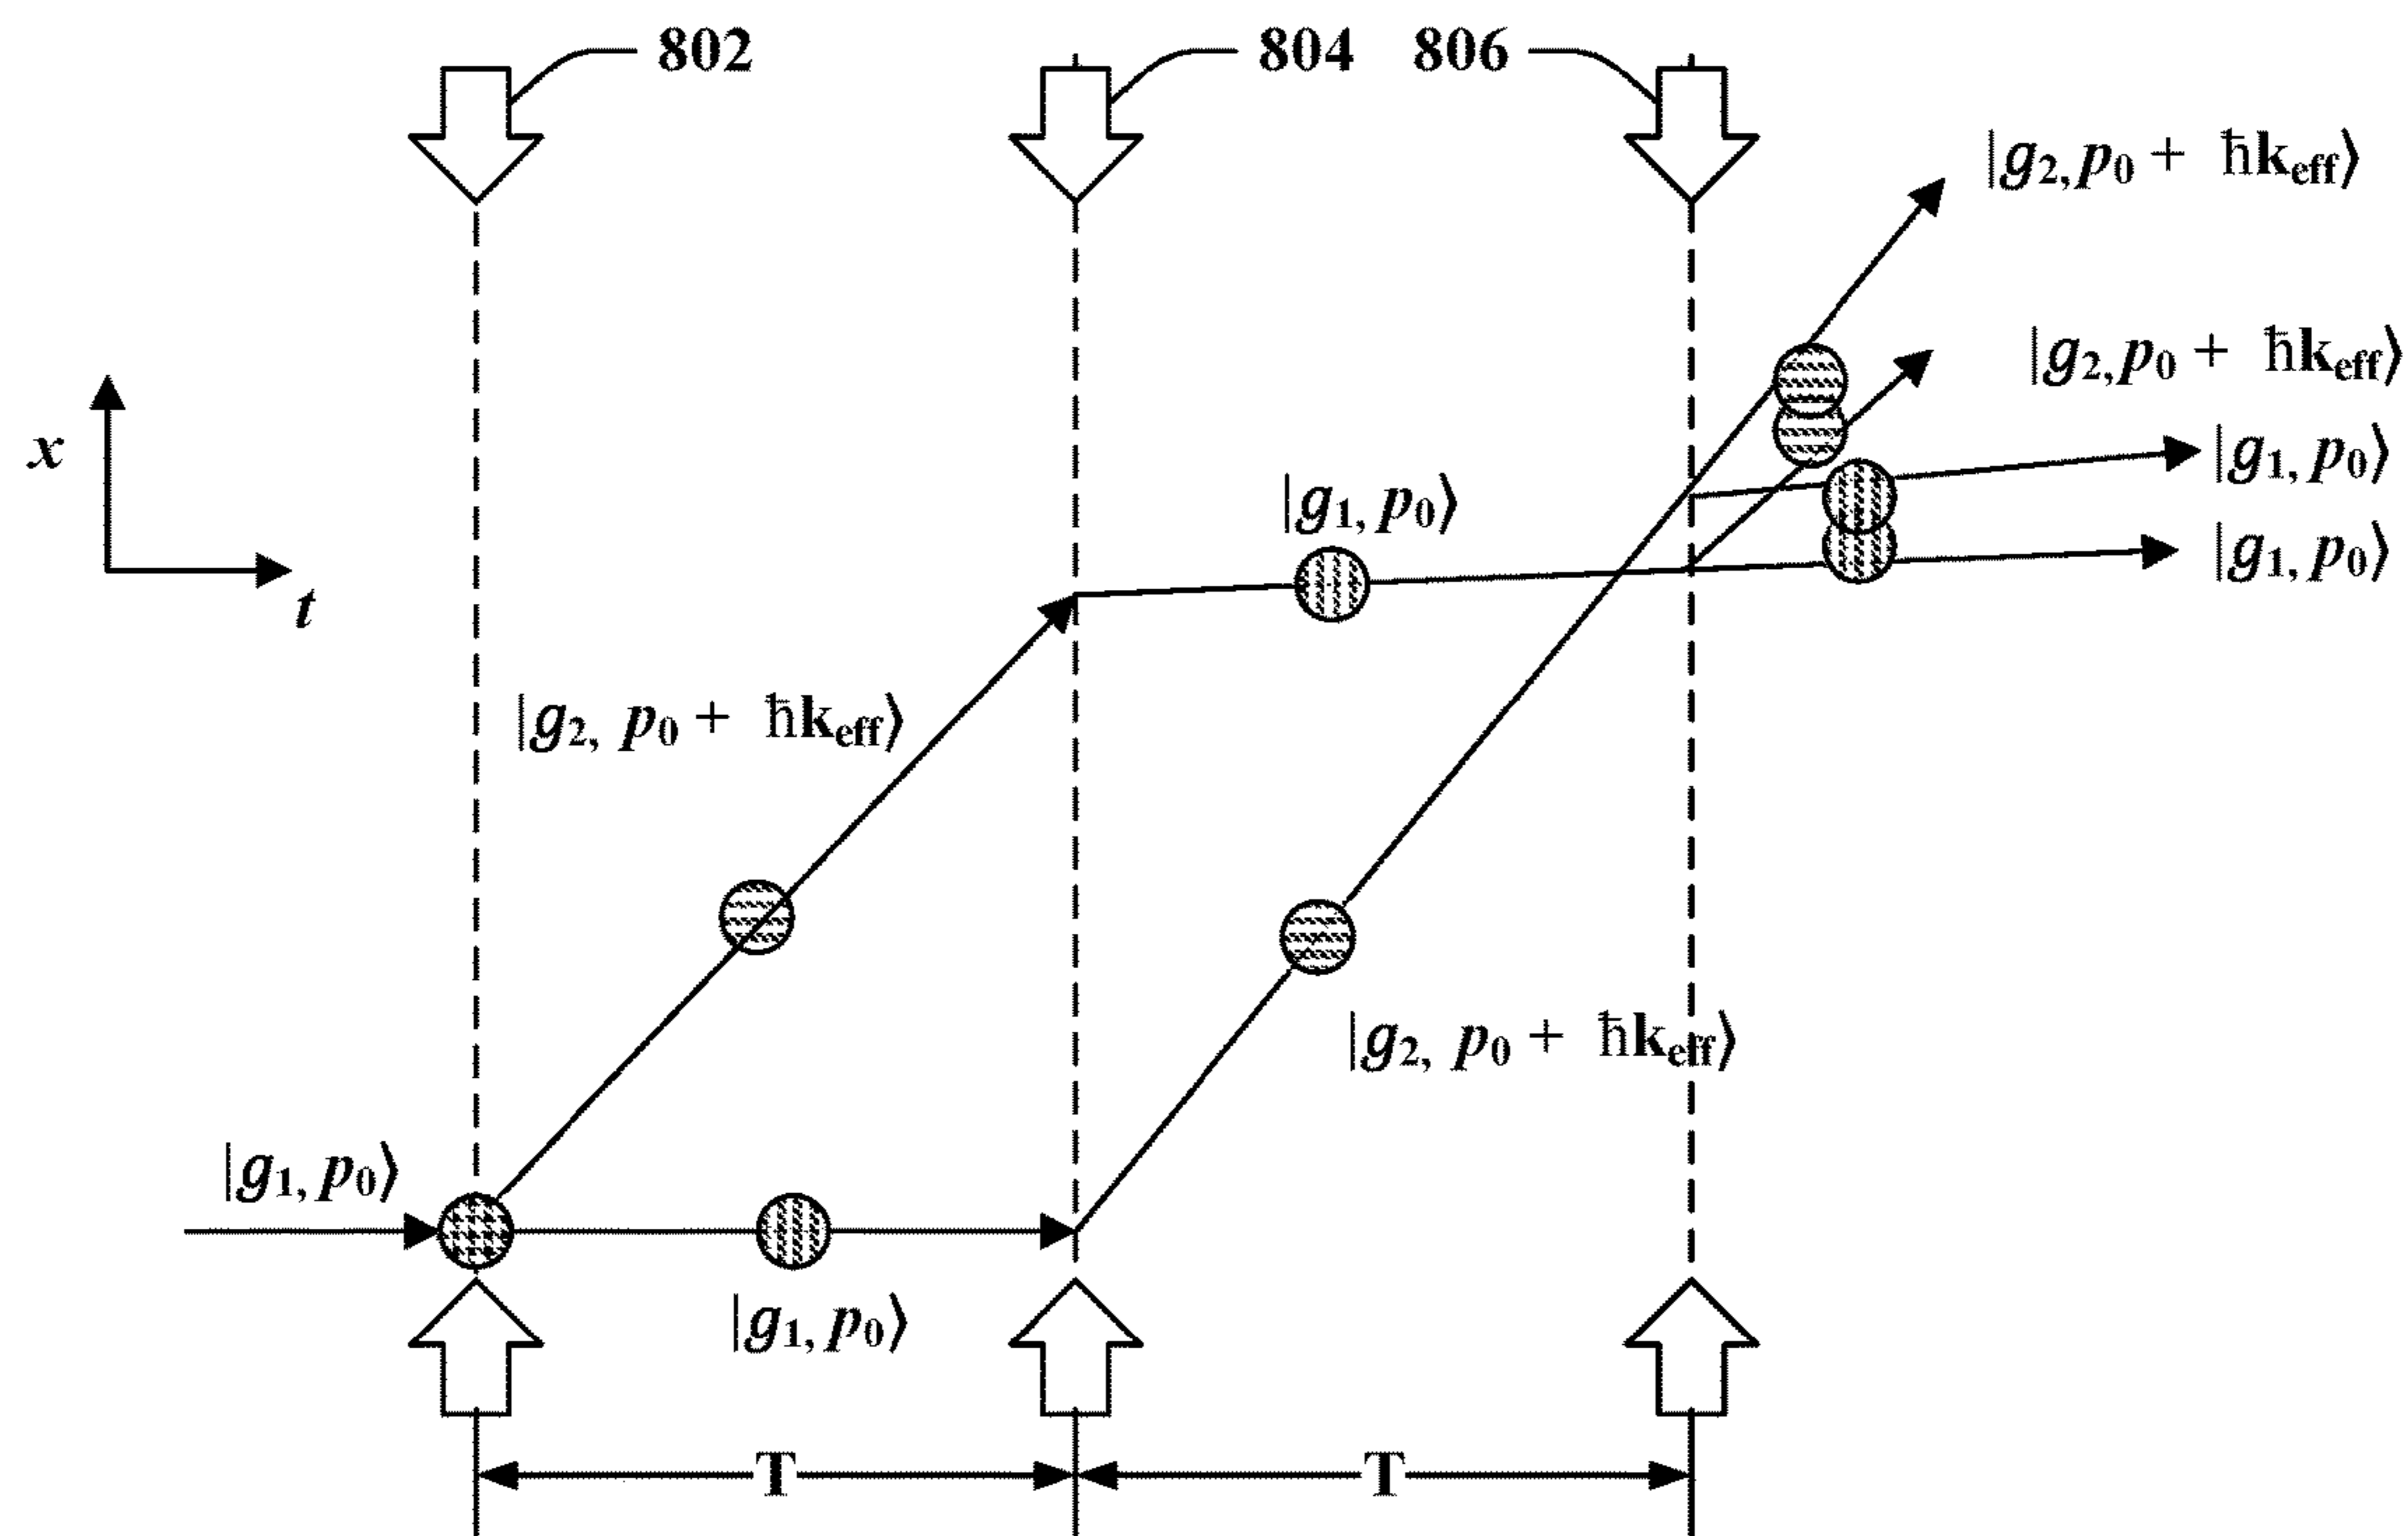 802
804
806
|g₂, p₀ + ħk_eff⟩
|g₂, p₀ + ħk_eff⟩
x
|g₁, p₀⟩
|g₁, p₀⟩
|g₁, p₀⟩
t
|g₂, p₀ + ħk_eff⟩
|g₂, p₀ + ħk_eff⟩
|g₁, p₀⟩
|g₁, p₀⟩
T
T